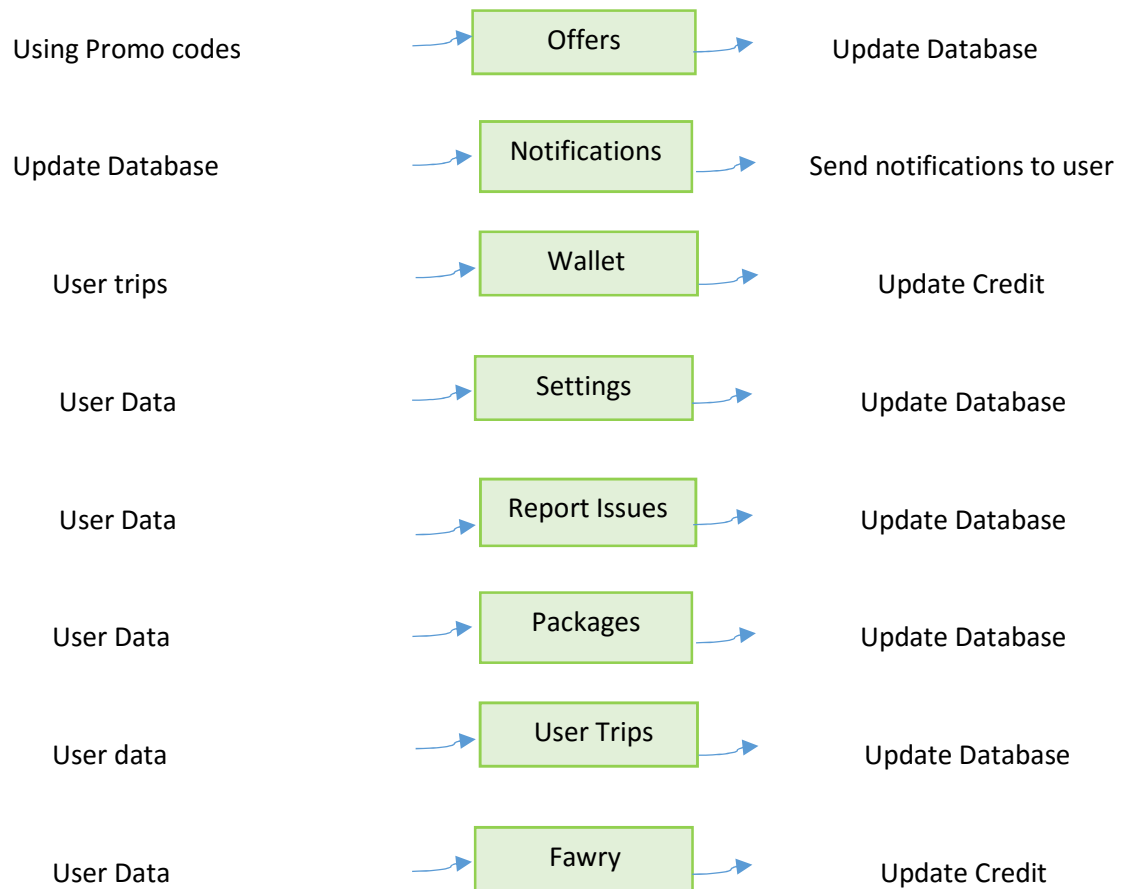 Using Promo codes Offers Update Database
Update Database Notifications Send notifications to user
User trips Wallet Update Credit
User Data Settings Update Database
User Data Report Issues Update Database
User Data Packages Update Database
User data User Trips Update Database
User Data Fawry Update Credit